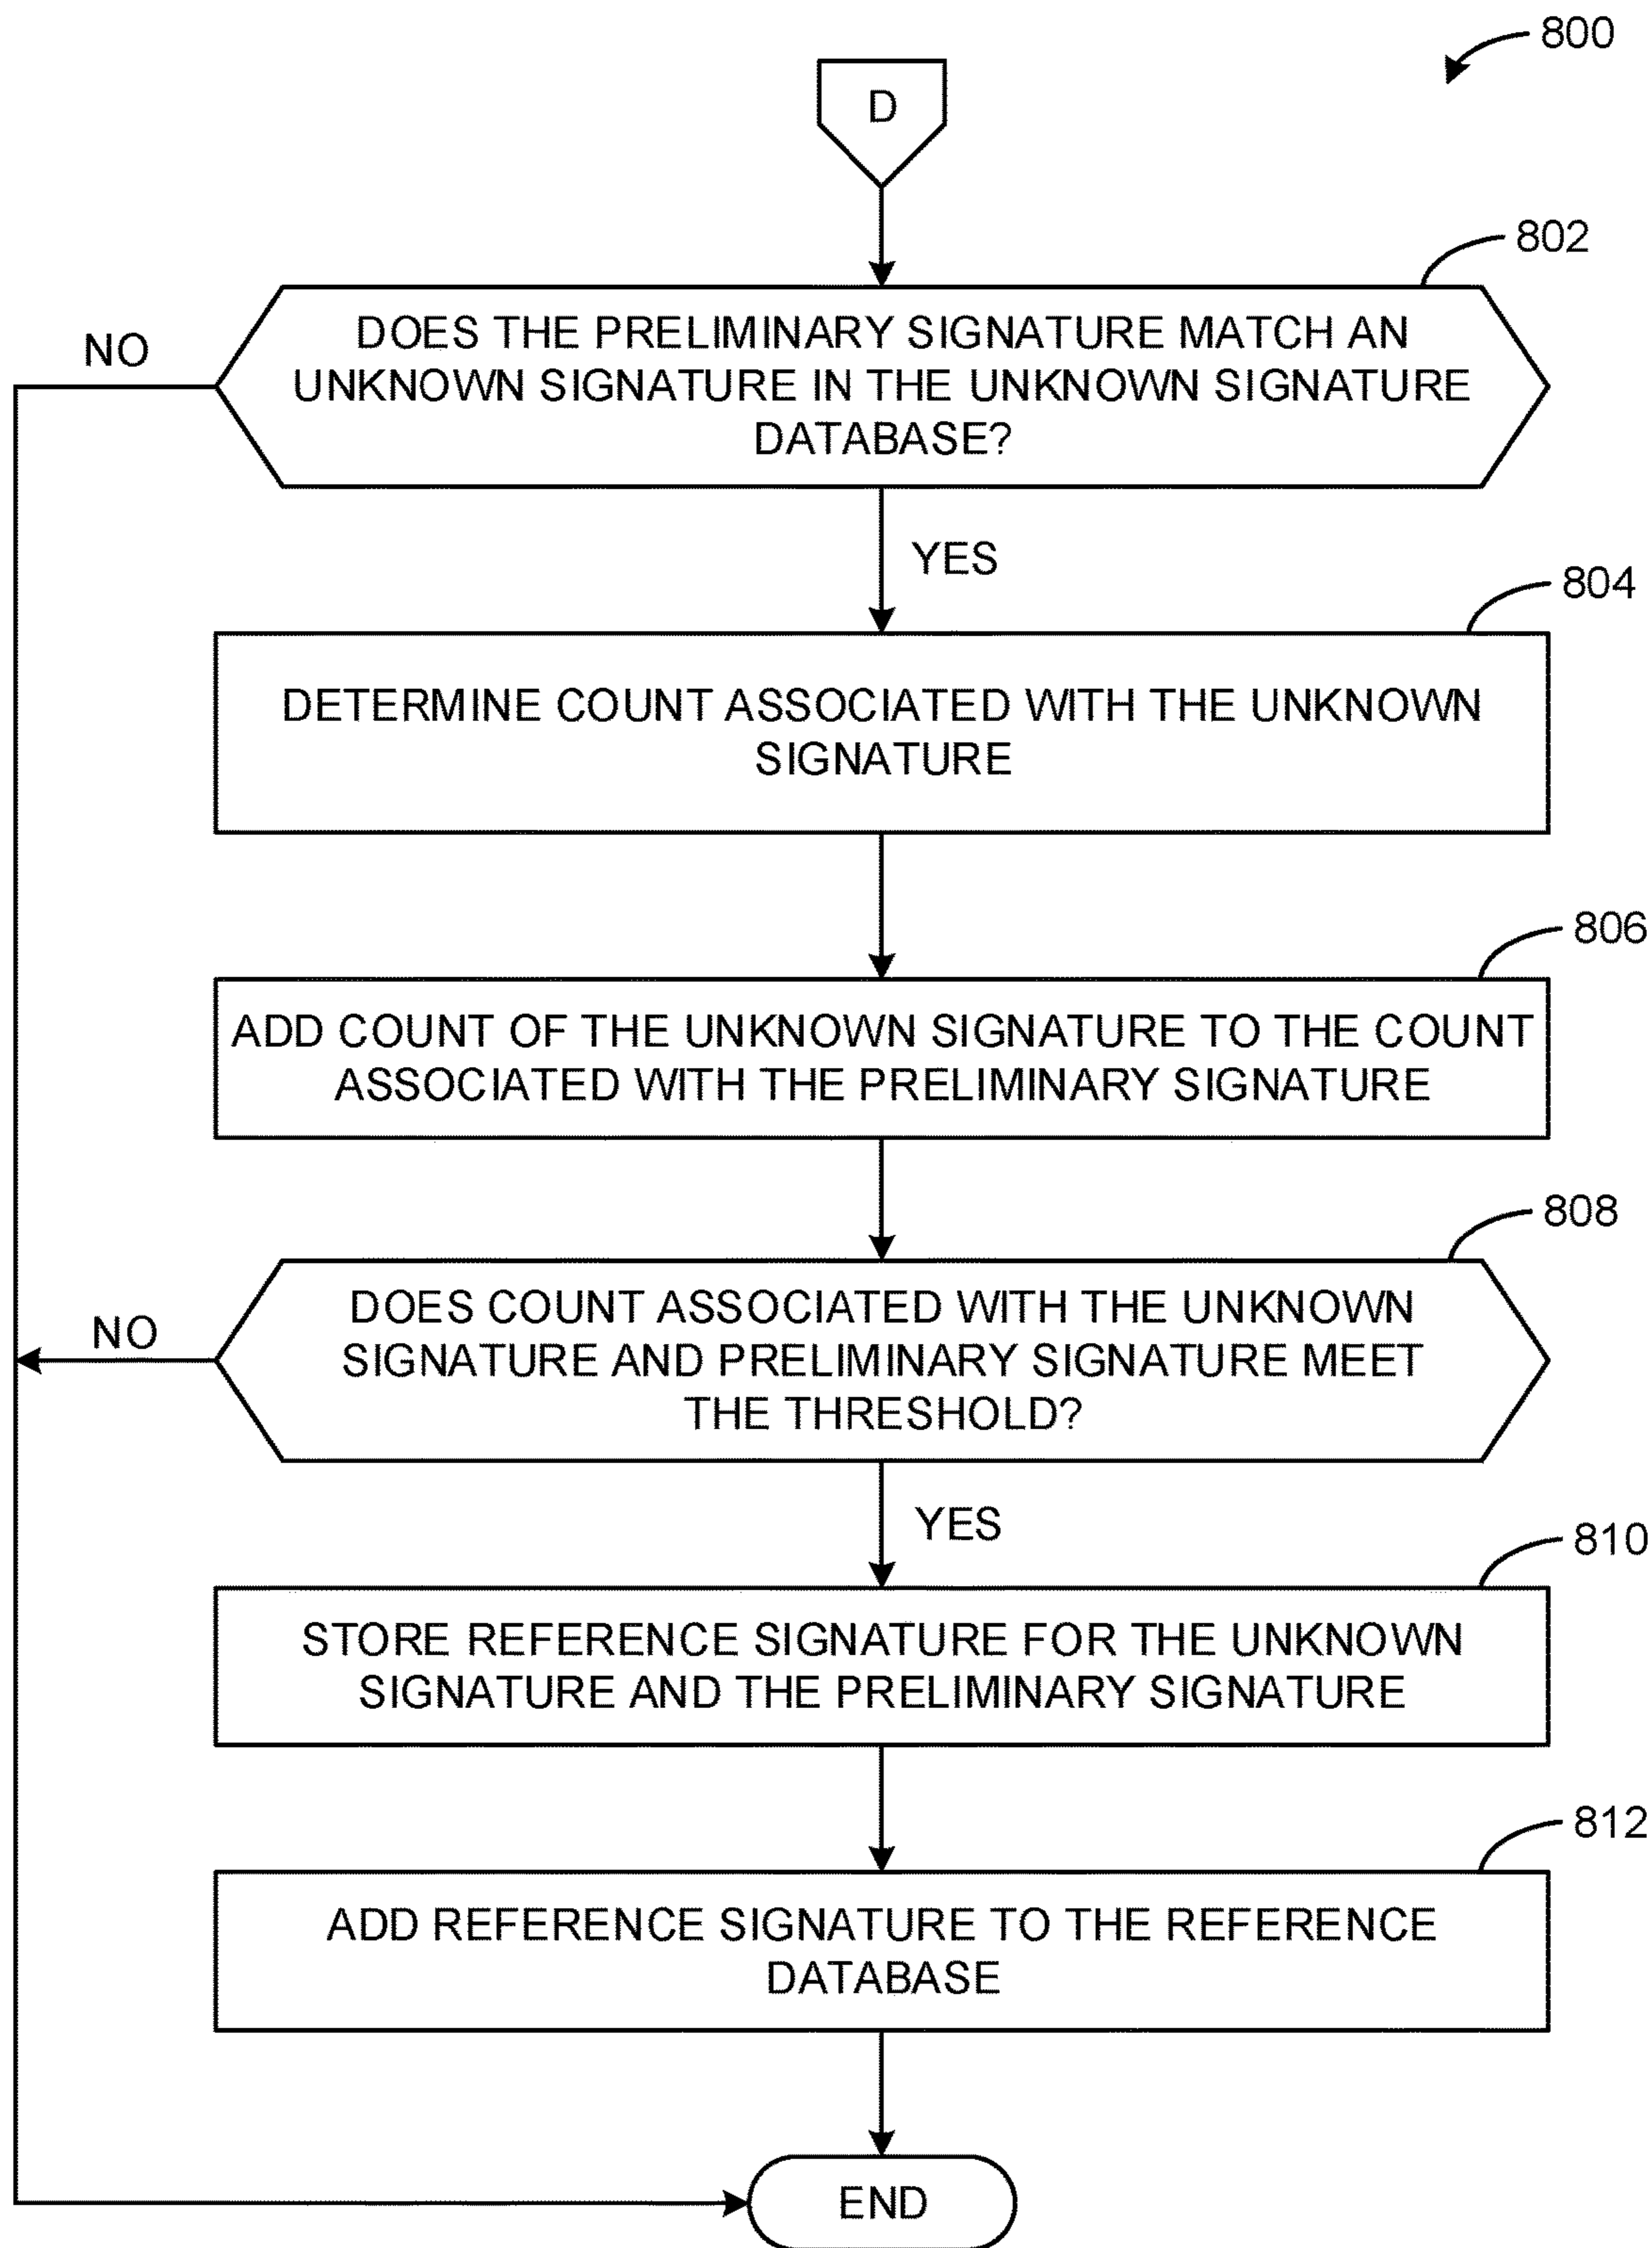 800
D
802
NO
DOES THE PRELIMINARY SIGNATURE MATCH AN
UNKNOWN SIGNATURE IN THE UNKNOWN SIGNATURE
DATABASE?
YES
804
DETERMINE COUNT ASSOCIATED WITH THE UNKNOWN
SIGNATURE
806
ADD COUNT OF THE UNKNOWN SIGNATURE TO THE COUNT
ASSOCIATED WITH THE PRELIMINARY SIGNATURE
808
NO
DOES COUNT ASSOCIATED WITH THE UNKNOWN
SIGNATURE AND PRELIMINARY SIGNATURE MEET
THE THRESHOLD?
YES
810
STORE REFERENCE SIGNATURE FOR THE UNKNOWN
SIGNATURE AND THE PRELIMINARY SIGNATURE
812
ADD REFERENCE SIGNATURE TO THE REFERENCE
DATABASE
END